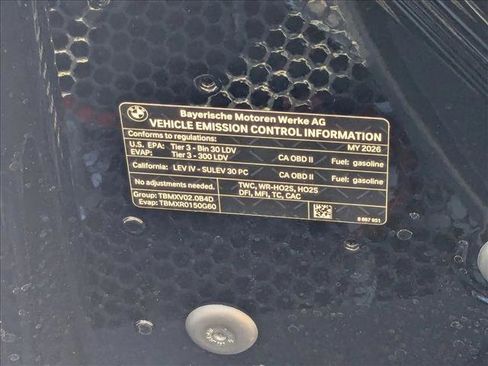 BMW
Bayerische Motoren Werke AG
VEHICLE EMISSION CONTROL INFORMATION
Conforms to regulations: MY 2026
U.S. EPA: Tier 3 - Bin 30 LDV
EVAP: Tier 3 - 300 LDV CA OBD II Fuel: gasoline
California: LEV IV - SULEV 30 PC CA OBD II Fuel: gasoline
No adjustments needed. TWC, WR-HO2S, HO2S
DFI, MFI, TC, CAC
Group: TBMXV02.0B4D
Evap: TBMXR0150G60